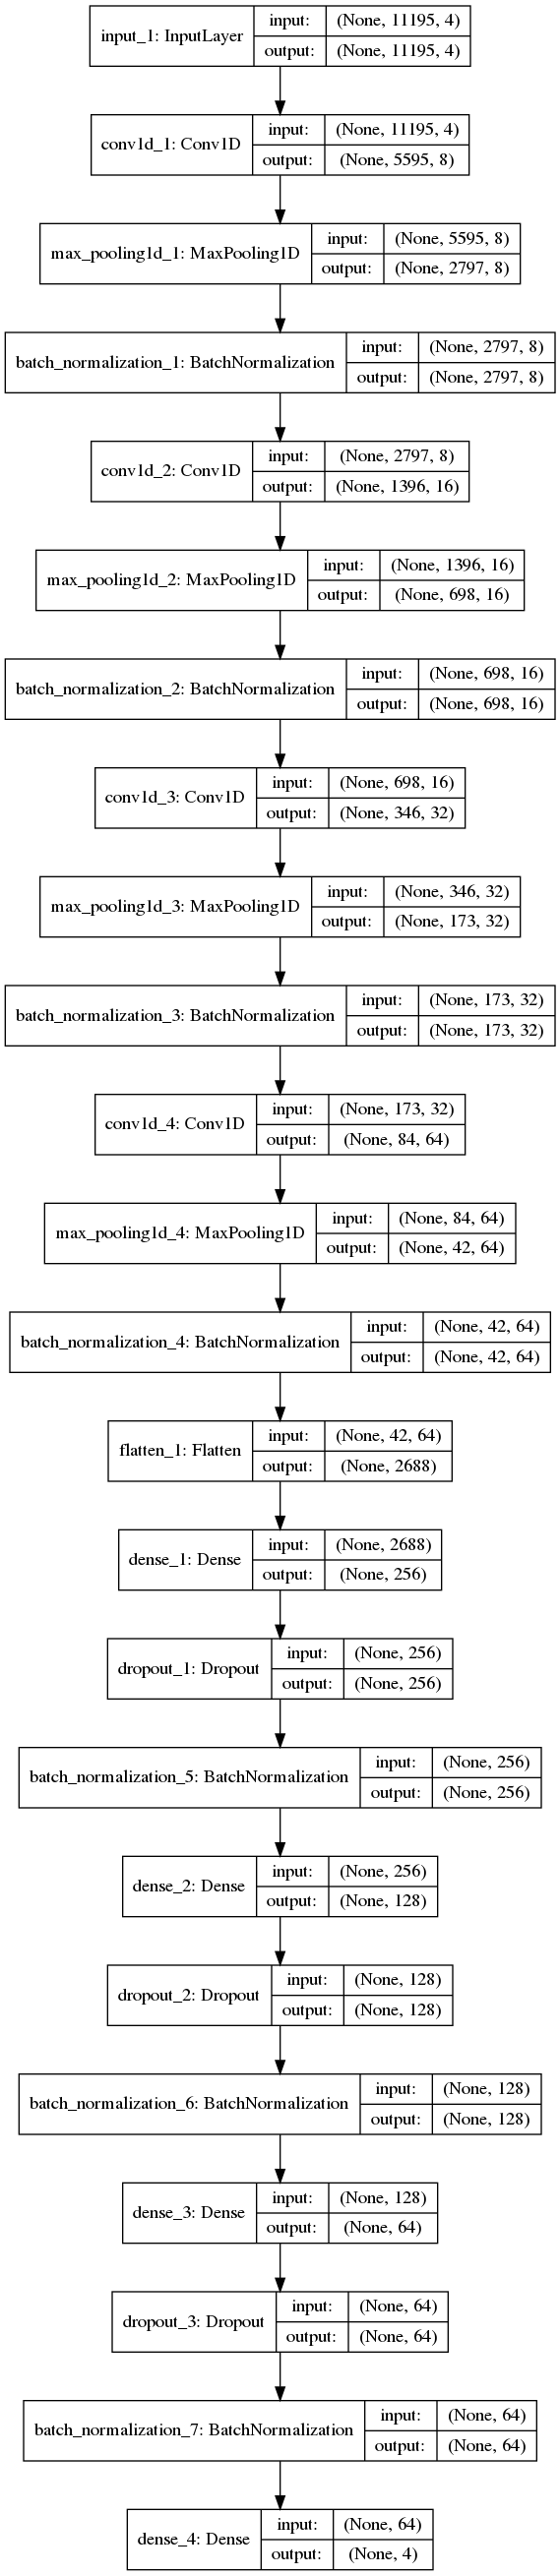 input_1: InputLayer
input:
(None, 11195, 4)
output:
(None, 11195, 4)
conv1d_1: Conv1D
input:
(None, 11195, 4)
output:
(None, 5595, 8)
max_pooling1d_1: MaxPooling1D
input:
(None, 5595, 8)
output:
(None, 2797, 8)
batch_normalization_1: BatchNormalization
input:
(None, 2797, 8)
output:
(None, 2797, 8)
conv1d_2: Conv1D
input:
(None, 2797, 8)
output:
(None, 1396, 16)
max_pooling1d_2: MaxPooling1D
input:
(None, 1396, 16)
output:
(None, 698, 16)
batch_normalization_2: BatchNormalization
input:
(None, 698, 16)
output:
(None, 698, 16)
conv1d_3: Conv1D
input:
(None, 698, 16)
output:
(None, 346, 32)
max_pooling1d_3: MaxPooling1D
input:
(None, 346, 32)
output:
(None, 173, 32)
batch_normalization_3: BatchNormalization
input:
(None, 173, 32)
output:
(None, 173, 32)
conv1d_4: Conv1D
input:
(None, 173, 32)
output:
(None, 84, 64)
max_pooling1d_4: MaxPooling1D
input:
(None, 84, 64)
output:
(None, 42, 64)
batch_normalization_4: BatchNormalization
input:
(None, 42, 64)
output:
(None, 42, 64)
flatten_1: Flatten
input:
(None, 42, 64)
output:
(None, 2688)
dense_1: Dense
input:
(None, 2688)
output:
(None, 256)
dropout_1: Dropout
input:
(None, 256)
output:
(None, 256)
batch_normalization_5: BatchNormalization
input:
(None, 256)
output:
(None, 256)
dense_2: Dense
input:
(None, 256)
output:
(None, 128)
dropout_2: Dropout
input:
(None, 128)
output:
(None, 128)
batch_normalization_6: BatchNormalization
input:
(None, 128)
output:
(None, 128)
dense_3: Dense
input:
(None, 128)
output:
(None, 64)
dropout_3: Dropout
input:
(None, 64)
output:
(None, 64)
batch_normalization_7: BatchNormalization
input:
(None, 64)
output:
(None, 64)
dense_4: Dense
input:
(None, 64)
output:
(None, 4)